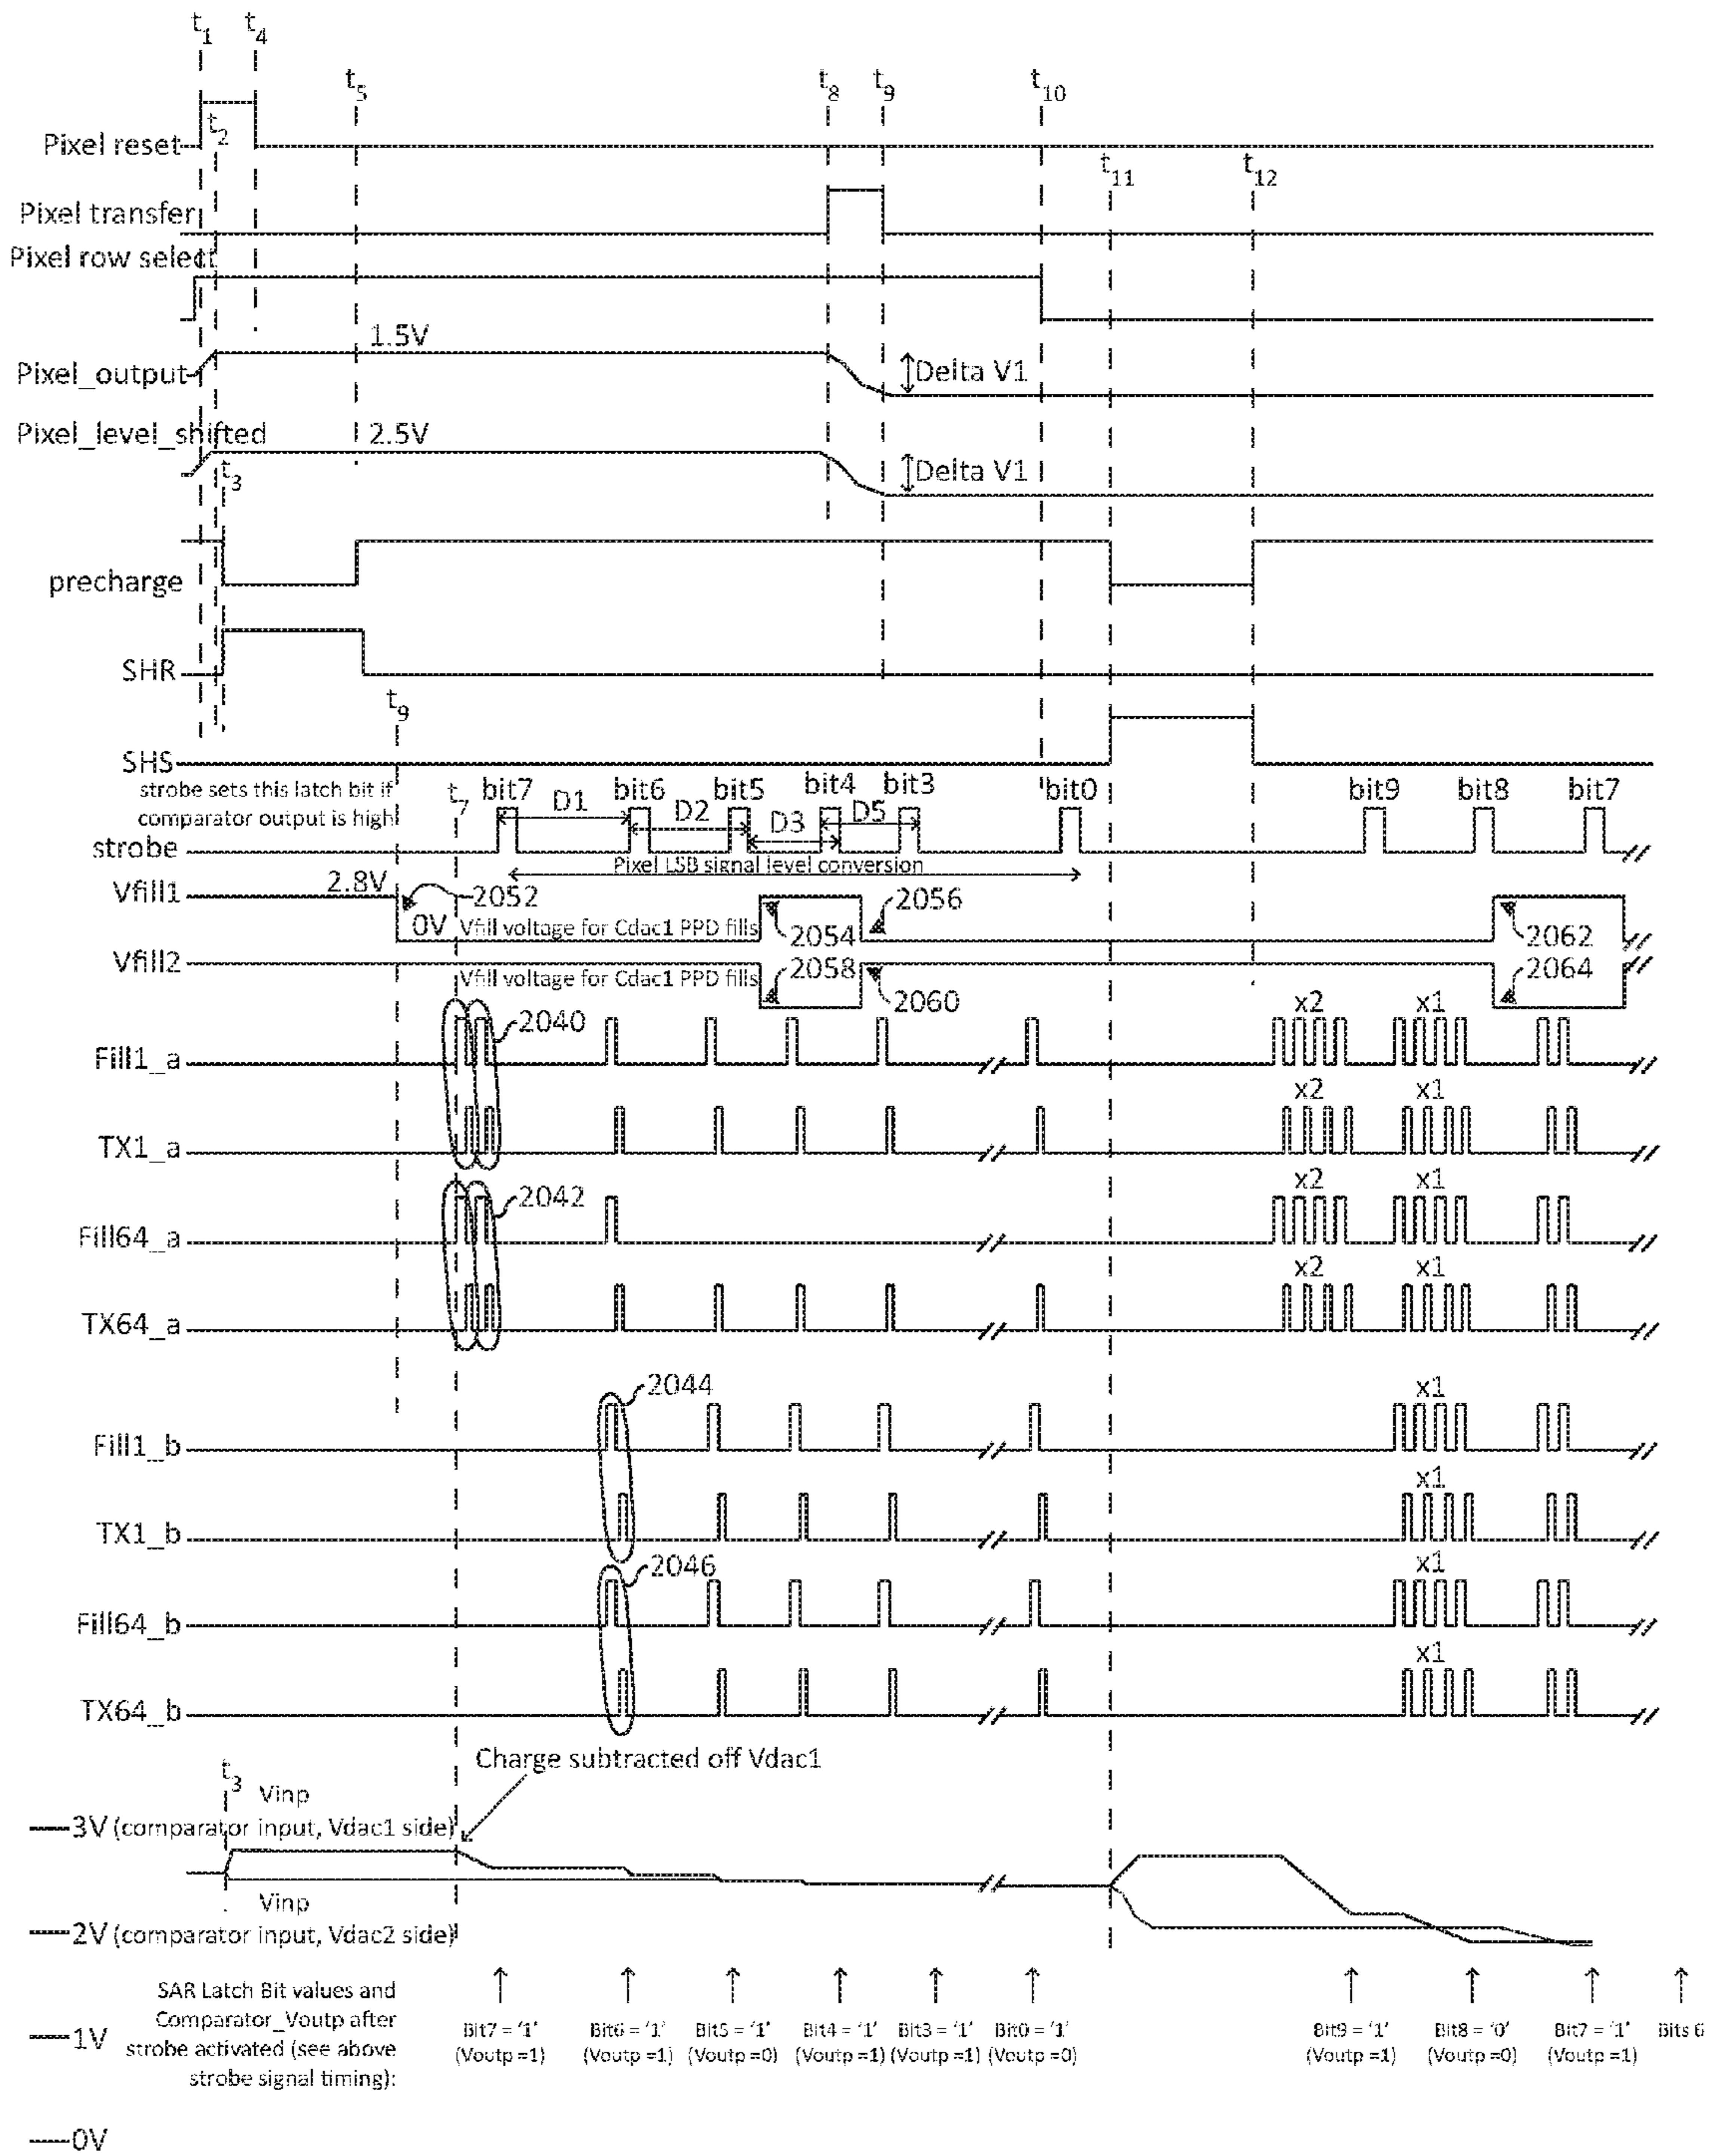 t1 t4
t5 t8 t9 t10
t2
Pixel reset
t11 t12
Pixel transfer
Pixel row select
1.5V
Pixel_output
Delta V1
Pixel_level_shifted
2.5V
t3
Delta V1
precharge
SHR
t9
SHS
strobe sets this latch bit if
comparator output is high
t7 bit7 bit6 bit5 bit4 bit3 bit0 bit9 bit8 bit7
D1 D2 D3 D5
strobe
Pixel LSB signal level conversion
Vfill1
2.8V
2052
2056
0V Vfill voltage for Cdac1 PPD fills
2054
2062
Vfill2
Vfill voltage for Cdac1 PPD fills
2058
2060
2064
2040
x2 x1
Fill1_a
x2 x1
TX1_a
2042
x2 x1
Fill64_a
x2 x1
TX64_a
2044
x1
Fill1_b
x1
TX1_b
2046
x1
Fill64_b
x1
TX64_b
Charge subtracted off Vdac1
t3
Vinp
3V (comparator input, Vdac1 side)
Vinp
2V (comparator input, Vdac2 side)
SAR Latch Bit values and
Comparator_Voutp after
strobe activated (see above
strobe signal timing):
1V
Bit7 = '1' Bit6 = '1' Bit5 = '1' Bit4 = '1' Bit3 = '1' Bit0 = '1' Bit9 = '1' Bit8 = '0' Bit7 = '1' Bits 6
(Voutp =1) (Voutp =1) (Voutp =0) (Voutp =1) (Voutp =1) (Voutp =0) (Voutp =1) (Voutp =0) (Voutp =1)
0V